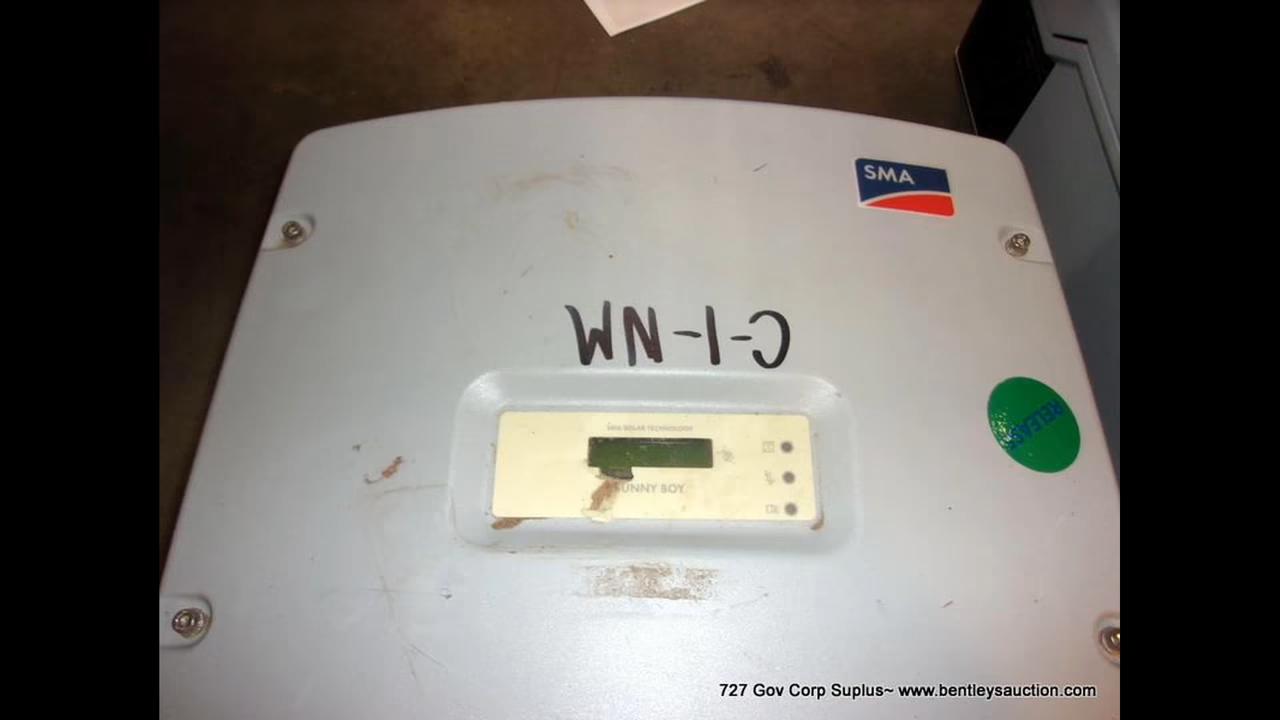 SMA
C-1-NM
SMA SOLAR TECHNOLOGY
SUNNY BOY
RELEASE
727 Gov Corp Suplus~ www.bentleysauction.com